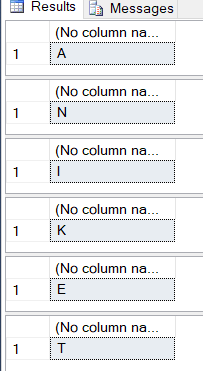 Results Messages
(No column na...
1 A
(No column na...
1 N
(No column na...
1 I
(No column na...
1 K
(No column na...
1 E
(No column na...
1 T